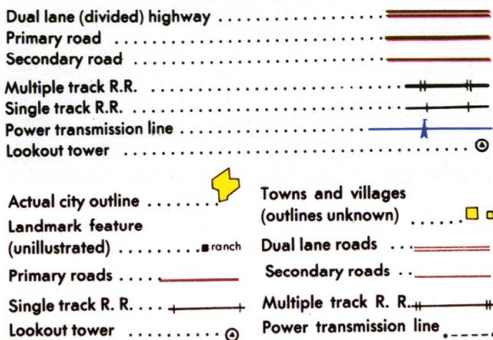 Dual lane (divided) highway
Primary road
Secondary road
Multiple track R.R.
Single track R.R.
Power transmission line
Lookout tower
Actual city outline
Landmark feature
(unillustrated) ranch
Primary roads
Single track R. R.
Lookout tower
Towns and villages
(outlines unknown)
Dual lane roads
Secondary roads
Multiple track R. R.
Power transmission line